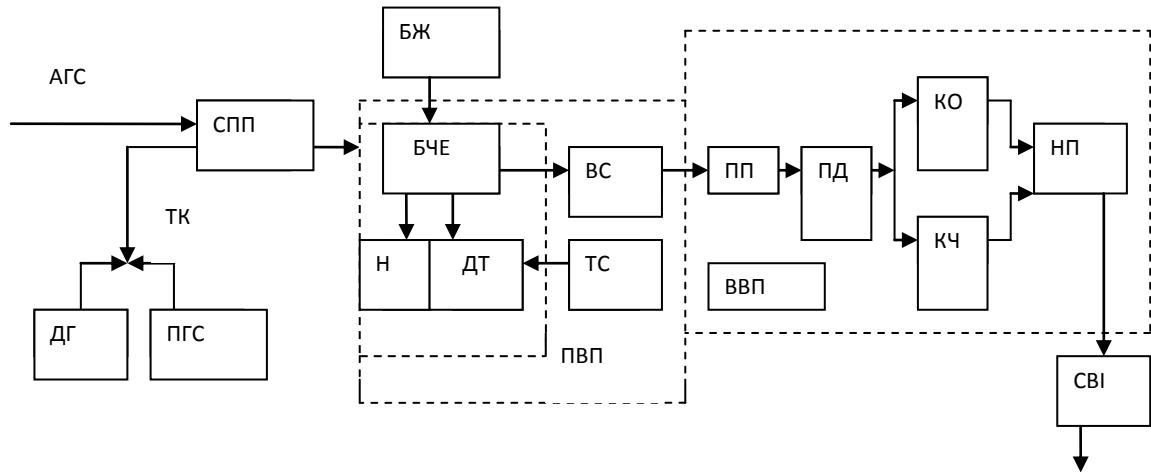 БЖ
АГС
СПП
БЧЕ
ВС
ПП
ПД
КО
НП
ТК
Н
ДТ
ТС
ВВП
КЧ
ДГ
ПГС
ПВП
СВІ